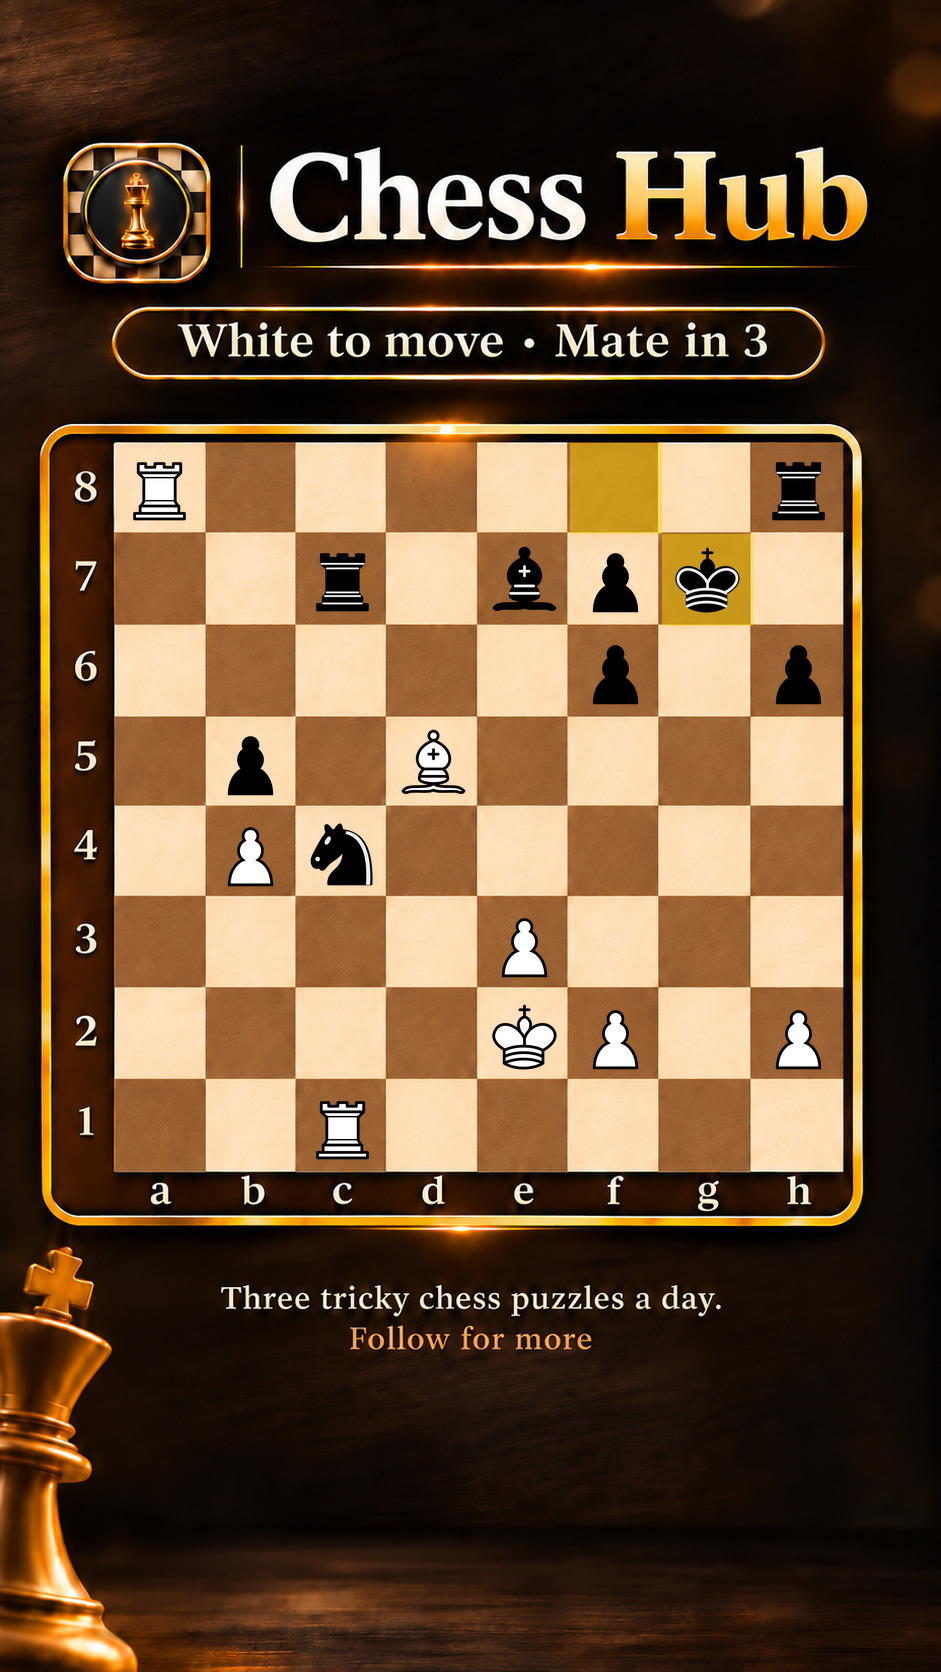 Chess Hub
White to move • Mate in 3
8
7
6
5
4
3
2
1
a b c d e f g h
Three tricky chess puzzles a day.
Follow for more